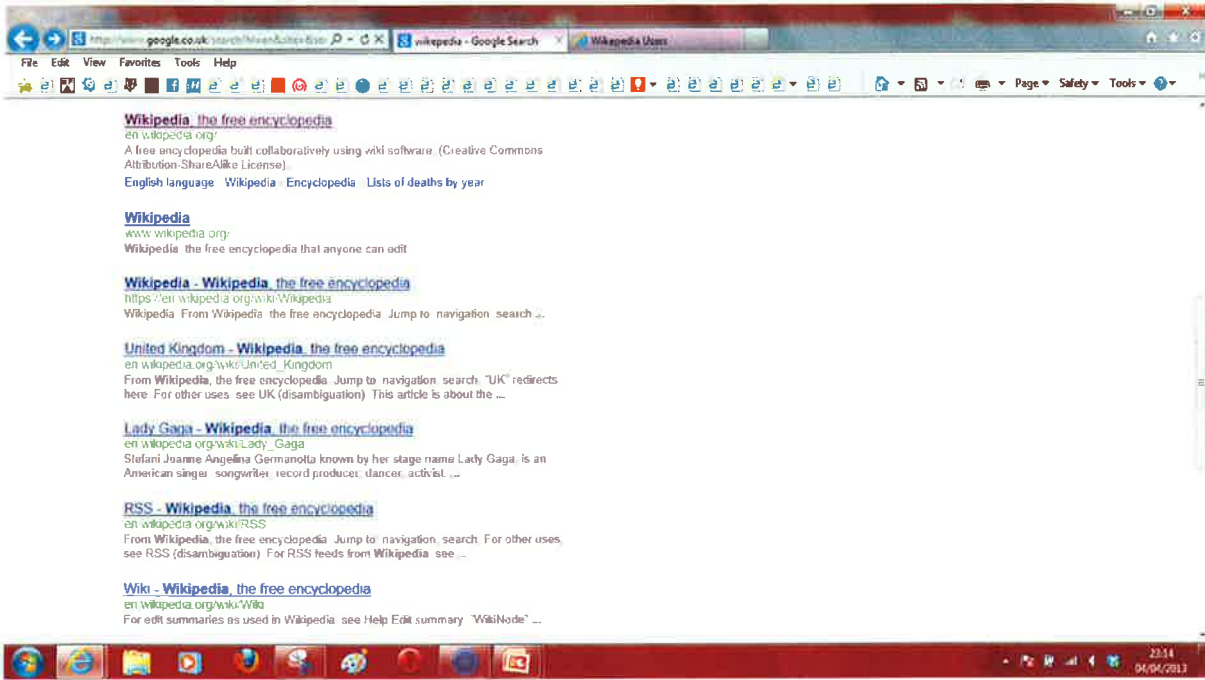 google.co.uk
wikepedia - Google Search
Wikepedia Users
File Edit View Favorites Tools Help
Page Safety Tools
Wikipedia, the free encyclopedia
en.wikipedia.org/
A free encyclopedia built collaboratively using wiki software. (Creative Commons
Attribution-ShareAlike License).
English language Wikipedia Encyclopedia Lists of deaths by year
Wikipedia
www.wikipedia.org/
Wikipedia the free encyclopedia that anyone can edit
Wikipedia - Wikipedia, the free encyclopedia
https://en.wikipedia.org/wiki/Wikipedia
Wikipedia From Wikipedia the free encyclopedia Jump to navigation search ...
United Kingdom - Wikipedia, the free encyclopedia
en.wikipedia.org/wiki/United_Kingdom
From Wikipedia, the free encyclopedia Jump to navigation, search. "UK" redirects
here For other uses see UK (disambiguation) This article is about the ...
Lady Gaga - Wikipedia, the free encyclopedia
en.wikipedia.org/wiki/Lady_Gaga
Stefani Joanne Angelina Germanotta known by her stage name Lady Gaga, is an
American singer songwriter, record producer, dancer, activist, ...
RSS - Wikipedia, the free encyclopedia
en.wikipedia.org/wiki/RSS
From Wikipedia, the free encyclopedia Jump to navigation, search For other uses,
see RSS (disambiguation) For RSS feeds from Wikipedia see ...
Wiki - Wikipedia, the free encyclopedia
en.wikipedia.org/wiki/Wiki
For edit summaries as used in Wikipedia see Help Edit summary "WikiNode" ...
23:14
04/04/2013